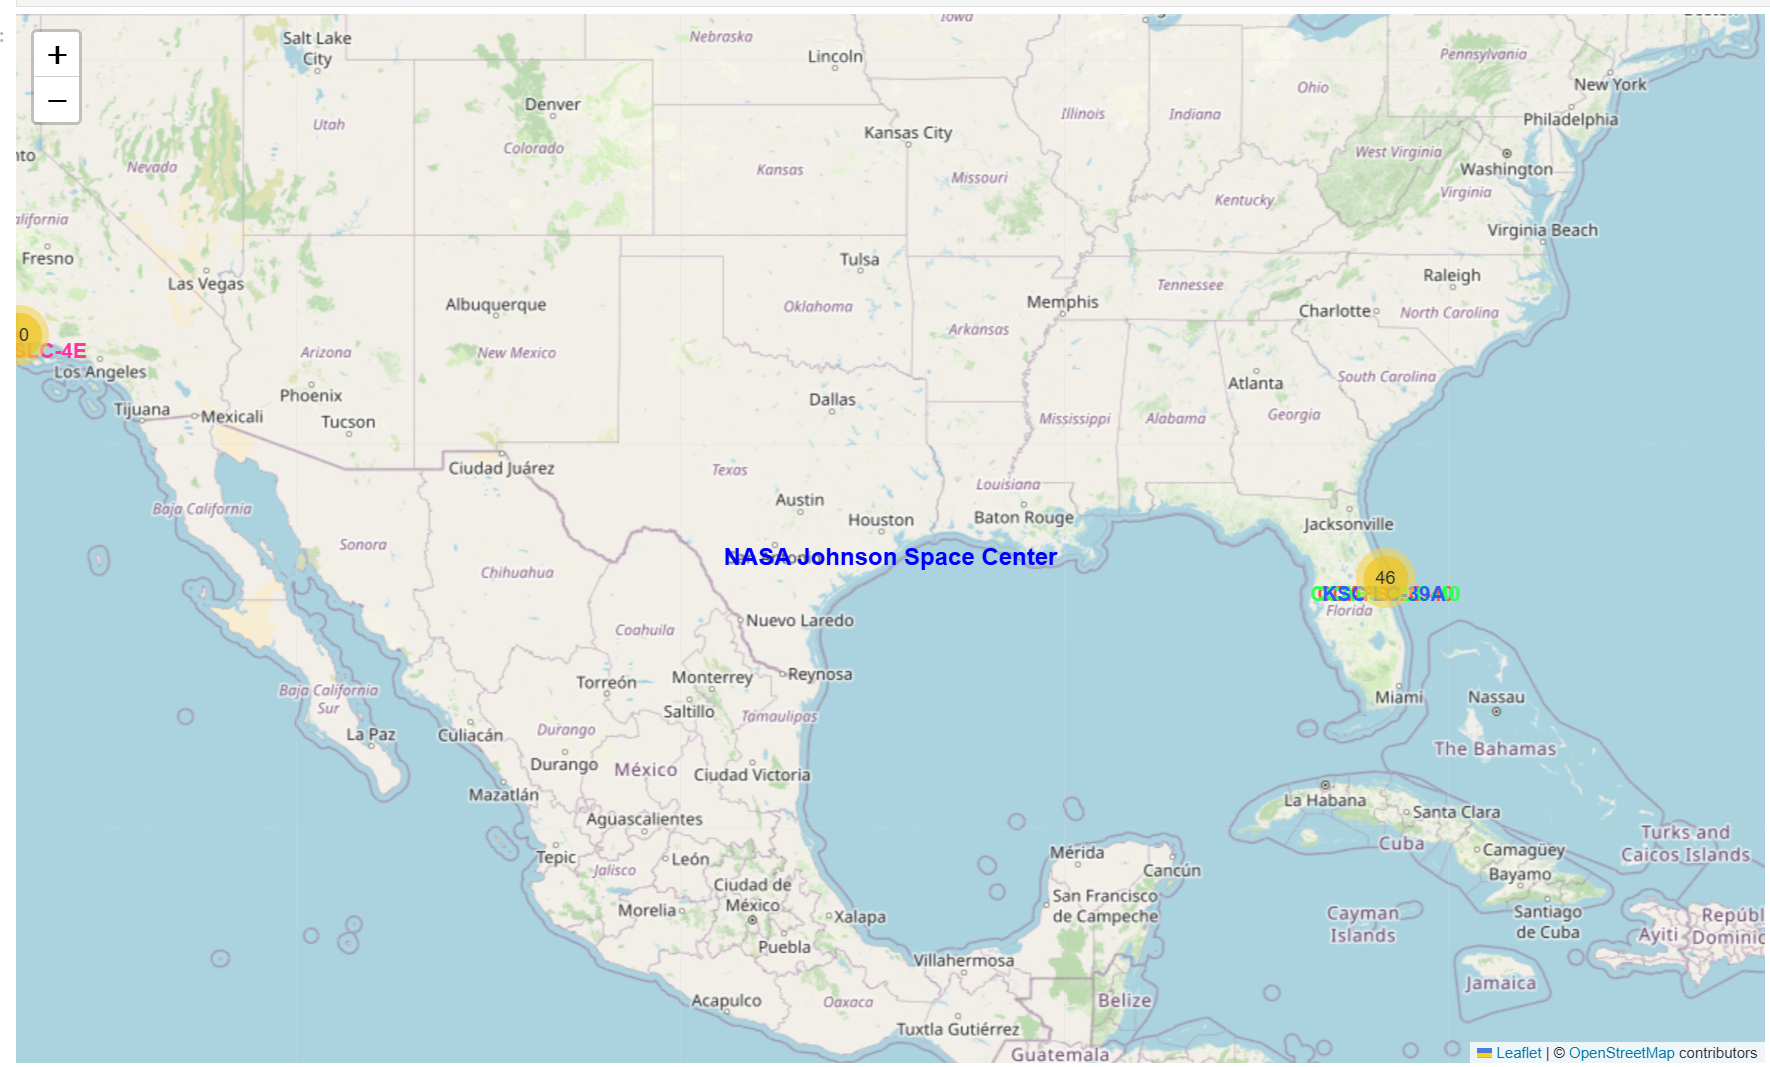 +
−
Iowa
Salt Lake
City
Nebraska
Lincoln
Pennsylvania
New York
Denver
Ohio
Illinois
Indiana
Philadelphia
Utah
Colorado
Kansas City
Nevada
Kansas
Missouri
West Virginia
Washington
Virginia
Kentucky
Virginia Beach
Fresno
Las Vegas
Tulsa
Raleigh
Albuquerque
Oklahoma
Memphis
Tennessee
Charlotte
North Carolina
0
SLC-4E
Arizona
New Mexico
Arkansas
Los Angeles
Phoenix
Atlanta
South Carolina
Dallas
Tijuana
Mexicali
Tucson
Mississippi
Alabama
Georgia
Ciudad Juárez
Texas
Louisiana
Austin
Baja California
Houston
Baton Rouge
Jacksonville
Sonora
NASA Johnson Space Center
Chihuahua
46
KSC LC-39A
Florida
Nuevo Laredo
Coahuila
Reynosa
Monterrey
Torreón
Saltillo
Baja California
Sur
Miami
Nassau
Tamaulipas
La Paz
Culiacán
Durango
The Bahamas
Durango
México
Ciudad Victoria
Mazatlán
La Habana
Santa Clara
Aguascalientes
Cuba
Turks and
Caicos Islands
Tepic
León
Mérida
Camagüey
Jalisco
Cancún
Bayamo
Ciudad de
México
San Francisco
de Campeche
Morelia
Xalapa
Cayman
Islands
Santiago
de Cuba
Puebla
Ayiti
Villahermosa
Jamaica
Acapulco
Oaxaca
Belize
Tuxtla Gutiérrez
Guatemala
Leaflet | © OpenStreetMap contributors